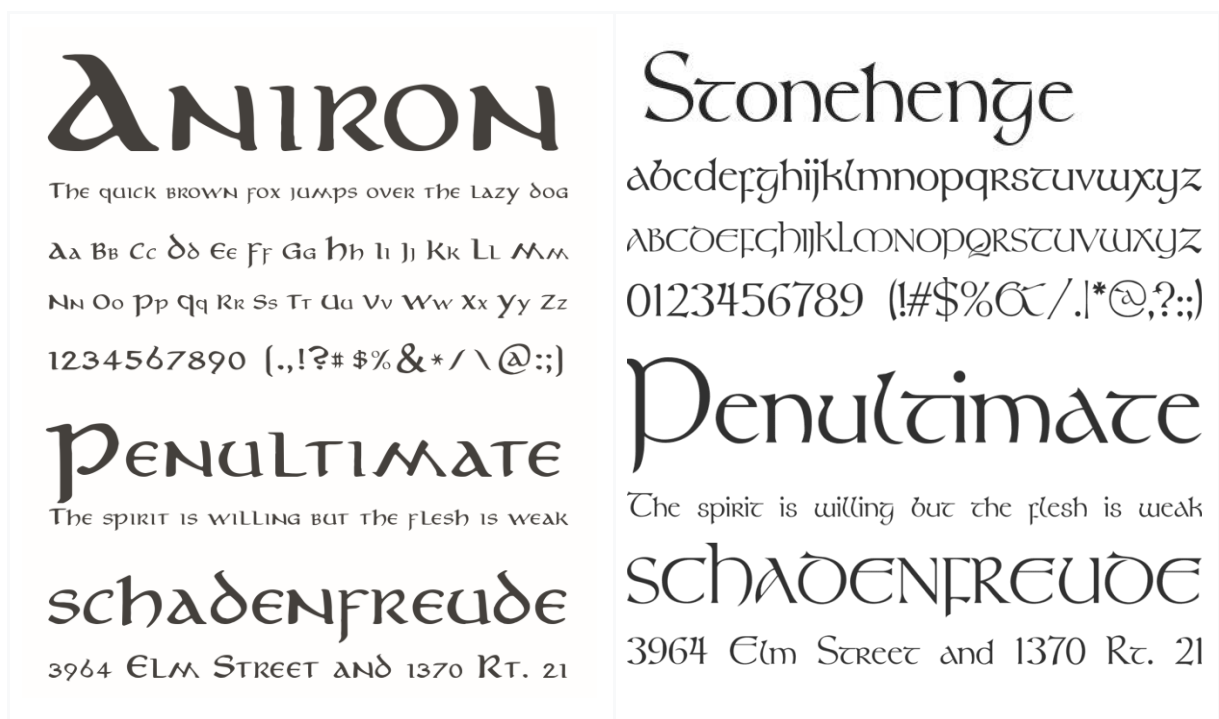 Aniron
The quick brown fox jumps over the lazy dog
Aa Bb Cc Dd Ee Ff Gg Hh Ii Jj Kk Ll Mm
Nn Oo Pp Qq Rr Ss Tt Uu Vv Ww Xx Yy Zz
1234567890 (.,!?# $%&*/\@:;)
Penultimate
The spirit is willing but the flesh is weak
schadenfreude
3964 Elm Street and 1370 Rt. 21
Stonehenge
abcdefghijklmnopqrstuvwxyz
ABCDEFGHIJKLMNOPQRSTUVWXYZ
0123456789 (!#$%&/.|*@,?:;)
Penultimate
The spirit is willing but the flesh is weak
SCHADENFREUDE
3964 Elm Street and 1370 Rt. 21